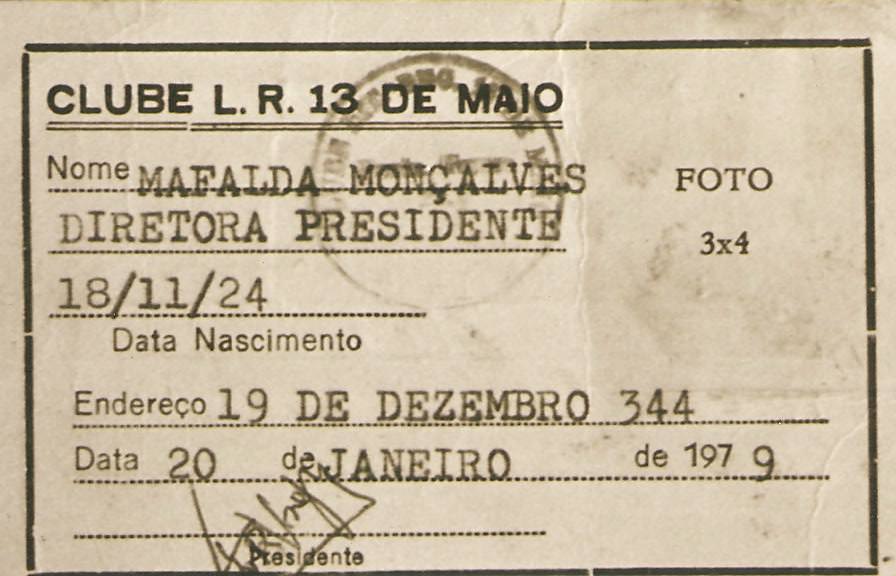 CLUBE L. R. 13 DE MAIO
Nome MAFALDA MONÇALVES
DIRETORA PRESIDENTE
FOTO
3x4
18/11/24
Data Nascimento
Endereço 19 DE DEZEMBRO 344
Data 20 de JANEIRO de 1979
Presidente